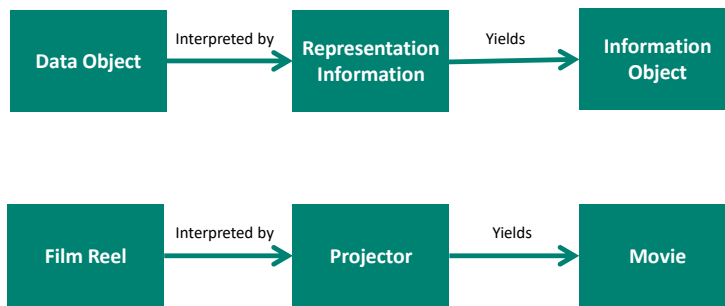 Data Object
Interpreted by
Representation
Information
Yields
Information
Object
Film Reel
Interpreted by
Projector
Yields
Movie